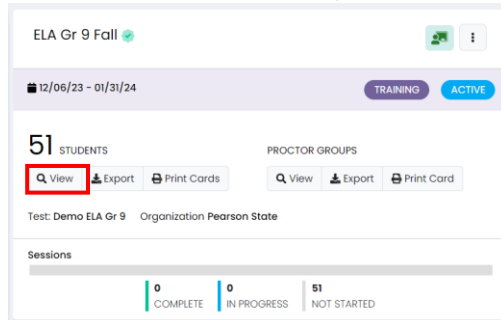 ELA Gr 9 Fall
12/06/23 - 01/31/24 TRAINING ACTIVE
51 STUDENTS PROCTOR GROUPS
View Export Print Cards View Export Print Card
Test: Demo ELA Gr 9 Organization Pearson State
Sessions
0 0 51
COMPLETE IN PROGRESS NOT STARTED